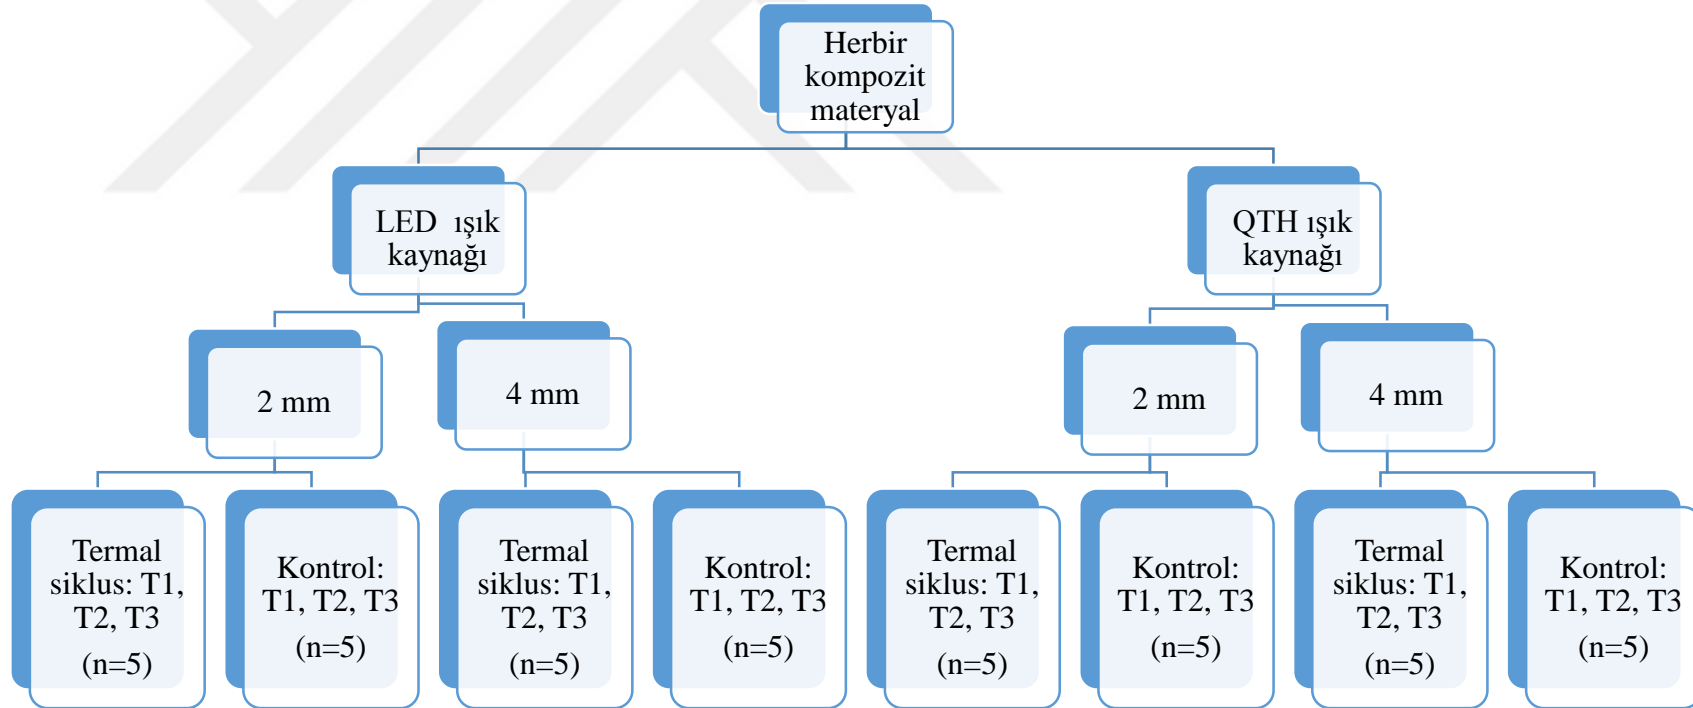 Herbir
kompozit
materyal
LED ışık
kaynağı
QTH ışık
kaynağı
2 mm
4 mm
2 mm
4 mm
Termal
siklus: T1,
T2, T3
(n=5)
Kontrol:
T1, T2, T3
(n=5)
Termal
siklus: T1,
T2, T3
(n=5)
Kontrol:
T1, T2, T3
(n=5)
Termal
siklus: T1,
T2, T3
(n=5)
Kontrol:
T1, T2, T3
(n=5)
Termal
siklus: T1,
T2, T3
(n=5)
Kontrol:
T1, T2, T3
(n=5)